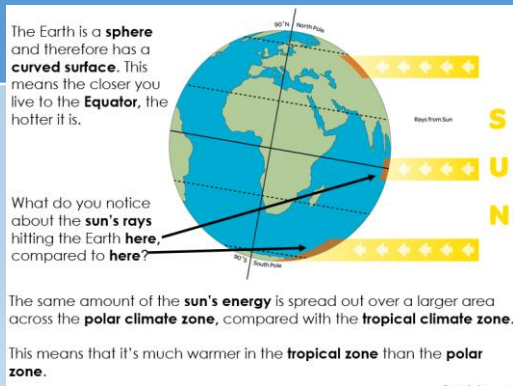 The Earth is a sphere
and therefore has a
curved surface. This
means the closer you
live to the Equator, the
hotter it is.
90°N
North Pole
Rays from Sun
S
U
N
What do you notice
about the sun's rays
hitting the Earth here,
compared to here?
90°S
South Pole
The same amount of the sun's energy is spread out over a larger area
across the polar climate zone, compared with the tropical climate zone.
This means that it's much warmer in the tropical zone than the polar
zone.